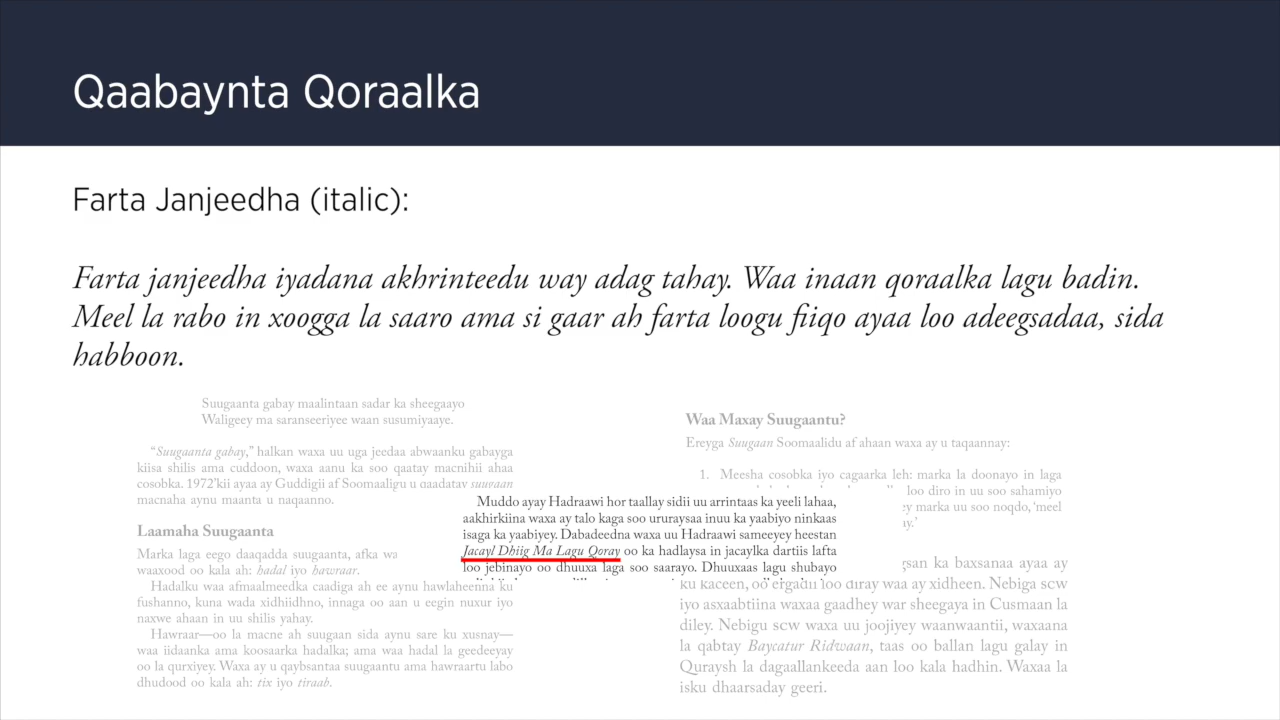 Qaabaynta Qoraalka
Farta Janjeedha (italic):
Farta janjeedha iyadana akhrinteedu way adag tahay. Waa inaan qoraalka lagu badin.
Meel la rabo in xoogga la saaro ama si gaar ah farta loogu fiiqo ayaa loo adeegsadaa, sida
habboon.
Suugaanta gabay maalintaan sadar ka sheegaayo
Waligeey ma saranseeriyee waan susumiyaaye.
“Suugaanta gabay,” halkan waxa uu uga jeedaa abwaanku gabayga
kiisa shilis ama cuddoon, waxa aanu ka soo qaatay macnihii ahaa
cosobka. 1972’kii ayaa ay Guddigii af Soomaaligu u qaadatay suugaan
macnaha aynu maanta u naqaanno.
Laamaha Suugaanta
Marka laga eego daaqadda suugaanta, afka wa
waaxood oo kala ah: hadal iyo hawraar.
Hadalku waa afmaalmeedka caadiga ah ee aynu hawlaheenna ku
fushanno, kuna wada xidhiidhno, innaga oo aan u eegin nuxur iyo
naxwe ahaan in uu shilis yahay.
Hawraar—oo la macne ah suugaan sida aynu sare ku xusnay—
waa iidaanka ama koosaarka hadalka; ama waa hadal la geedeeyay
oo la qurxiyey. Waxa ay u qaybsantaa suugaantu ama hawraartu labo
dhudood oo kala ah: tix iyo tiraab.
Muddo ayay Hadraawi hor taallay sidii uu arrintaas ka yeeli lahaa,
aakhirkiina waxa ay talo kaga soo ururaysaa inuu ka yaabiyo ninkaas
isaga ka yaabiyey. Dabadeedna waxa uu Hadraawi sameeyey heestan
Jacayl Dhiig Ma Lagu Qoray oo ka hadlaysa in jacaylka dartiis lafta
loo jebinayo oo dhuuxa laga soo saarayo. Dhuuxaas lagu shubayo
Waa Maxay Suugaantu?
Ereyga Suugaan Soomaalidu af ahaan waxa ay u taqaannay:
1. Meesha cosobka iyo cagaarka leh: marka la doonayo in laga
loo diro in uu soo sahamiyo
marka uu soo noqdo, ‘meel
ka baxsanaa ayaa ay
ku kaceen, oo ergadii loo diray waa ay xidheen. Nebiga scw
iyo asxaabtiina waxaa gaadhey war sheegaya in Cusmaan la
diley. Nebigu scw waxa uu joojiyey waanwaantii, waxaana
la qabtay Baycatur Ridwaan, taas oo ballan lagu galay in
Quraysh la dagaallankeeda aan loo kala hadhin. Waxaa la
isku dhaarsaday geeri.